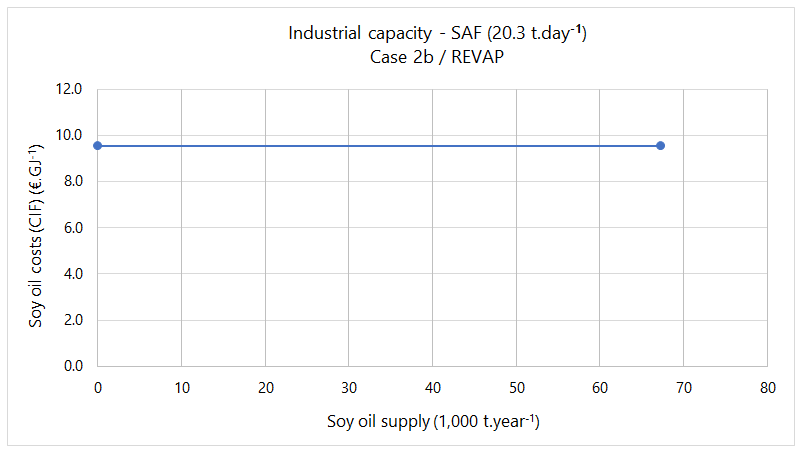 Industrial capacity - SAF (20.3 t.day⁻¹)
Case 2b / REVAP
Soy oil costs (CIF) (€.GJ⁻¹)
12.0
10.0
8.0
6.0
4.0
2.0
0.0
0 10 20 30 40 50 60 70 80
Soy oil supply (1,000 t.year⁻¹)